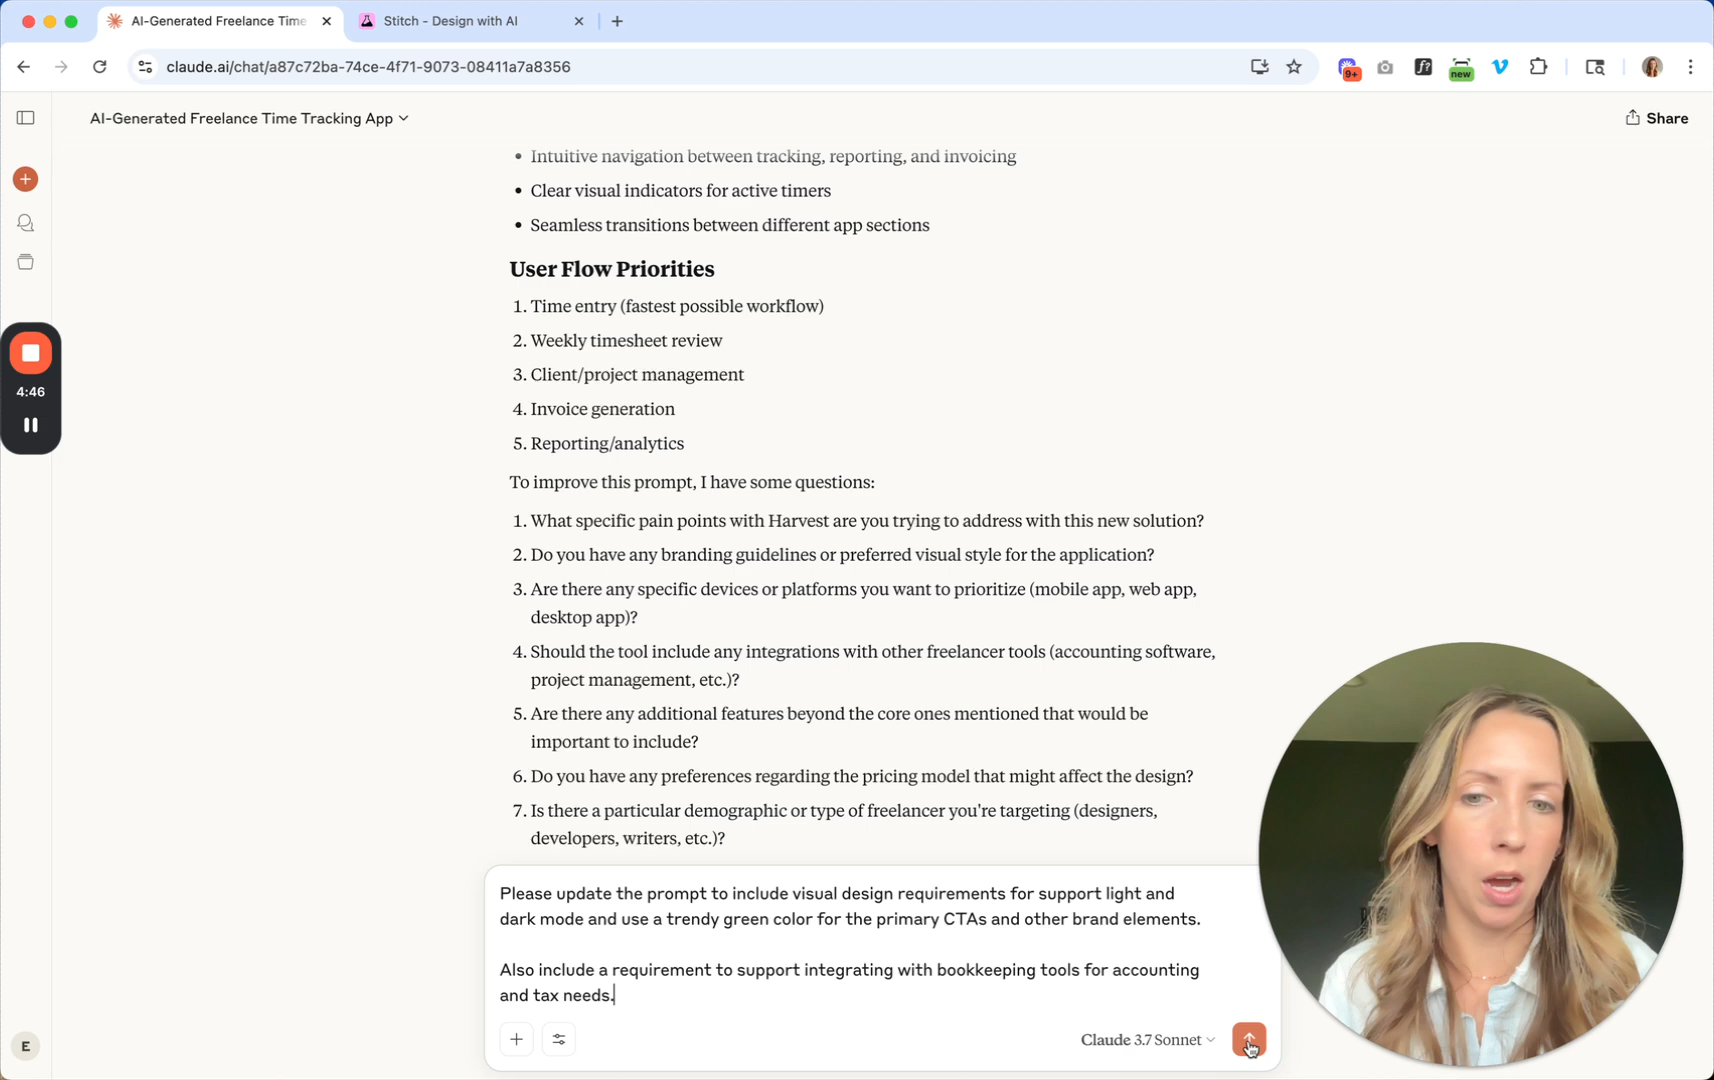 AI-Generated Freelance Time
Stitch - Design with AI
claude.ai/chat/a87c72ba-74ce-4f71-9073-08411a7a8356
9+
f?
new
AI-Generated Freelance Time Tracking App
Share
• Intuitive navigation between tracking, reporting, and invoicing
• Clear visual indicators for active timers
• Seamless transitions between different app sections
User Flow Priorities
1. Time entry (fastest possible workflow)
2. Weekly timesheet review
3. Client/project management
4. Invoice generation
5. Reporting/analytics
To improve this prompt, I have some questions:
1. What specific pain points with Harvest are you trying to address with this new solution?
2. Do you have any branding guidelines or preferred visual style for the application?
3. Are there any specific devices or platforms you want to prioritize (mobile app, web app,
desktop app)?
4. Should the tool include any integrations with other freelancer tools (accounting software,
project management, etc.)?
5. Are there any additional features beyond the core ones mentioned that would be
important to include?
6. Do you have any preferences regarding the pricing model that might affect the design?
7. Is there a particular demographic or type of freelancer you're targeting (designers,
developers, writers, etc.)?
4:46
Please update the prompt to include visual design requirements for support light and
dark mode and use a trendy green color for the primary CTAs and other brand elements.
Also include a requirement to support integrating with bookkeeping tools for accounting
and tax needs.
Claude 3.7 Sonnet
E